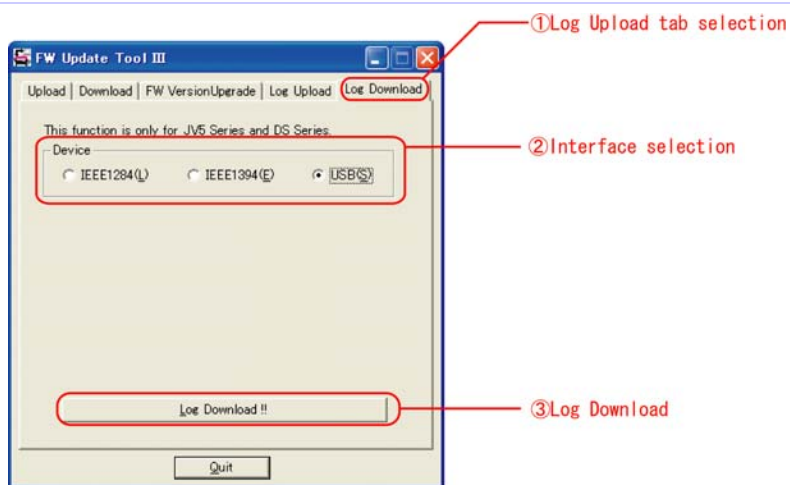 ①Log Upload tab selection
FW Update Tool III
Upload
Download
FW VersionUpgrade
Log Upload
Log Download
This function is only for JV5 Series and DS Series.
Device
②Interface selection
IEEE1284(L)
IEEE1394(E)
USB(S)
Log Download !!
③Log Download
Quit